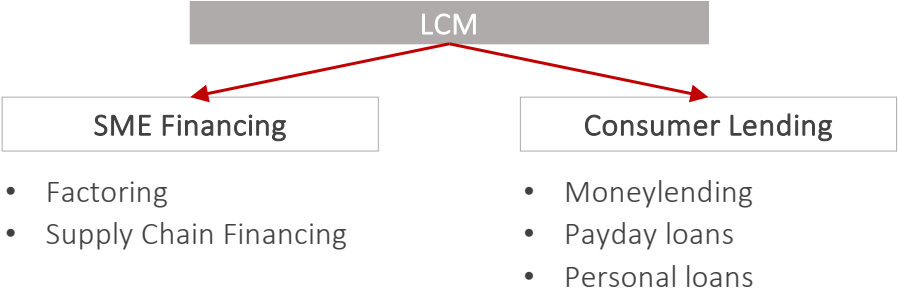 LCM
SME Financing
• Factoring
• Supply Chain Financing
Consumer Lending
• Moneylending
• Payday loans
• Personal loans